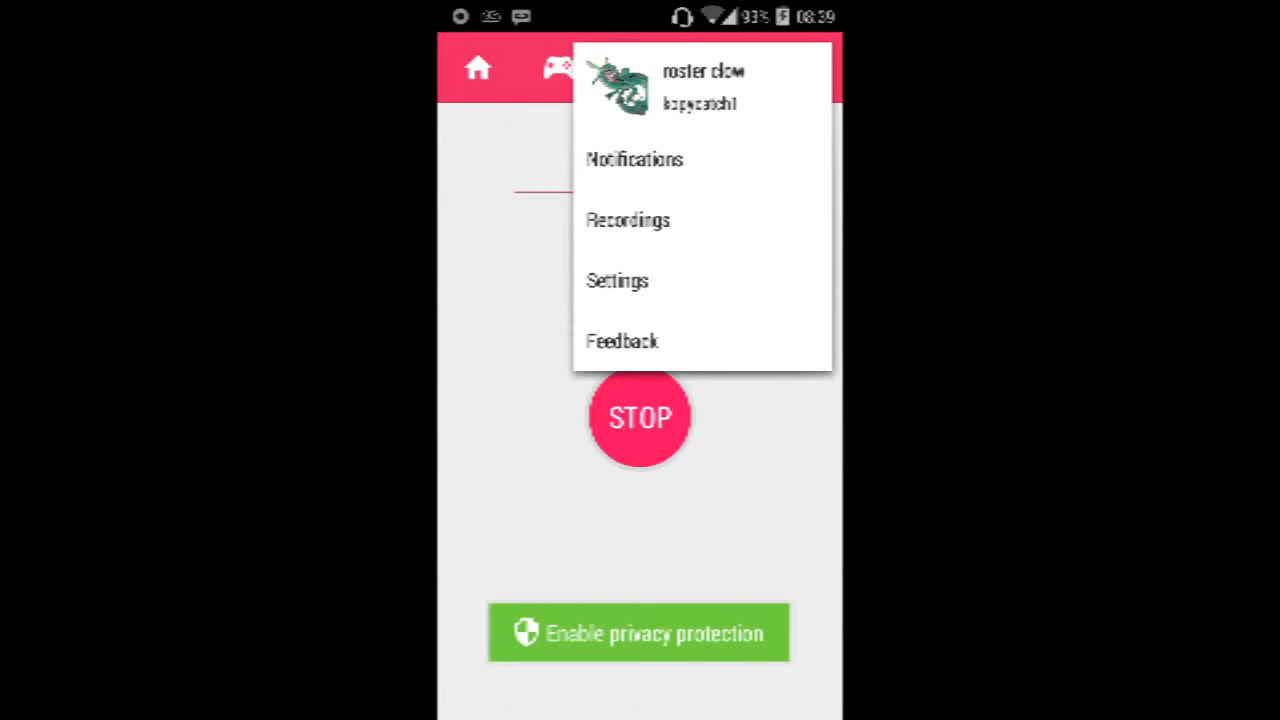 93% 08:39
roster clow
kopycatch1
Notifications
Recordings
Settings
Feedback
STOP
Enable privacy protection